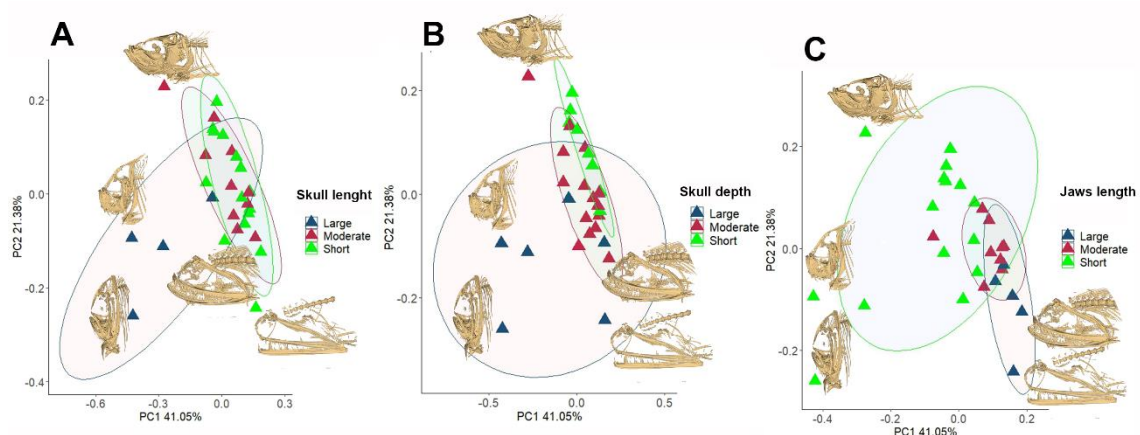 A
0.2
0.0
-0.2
-0.4
PC2 21.38%
-0.6
-0.3
0.0
0.3
PC1 41.05%
Skull lenght
Large
Moderate
Short
B
0.2
0.0
-0.2
PC2 21.38%
-0.5
0.0
0.5
PC1 41.05%
Skull depth
Large
Moderate
Short
C
0.2
0.0
-0.2
PC2 21.38%
-0.4
-0.2
0.0
0.2
PC1 41.05%
Jaws length
Large
Moderate
Short